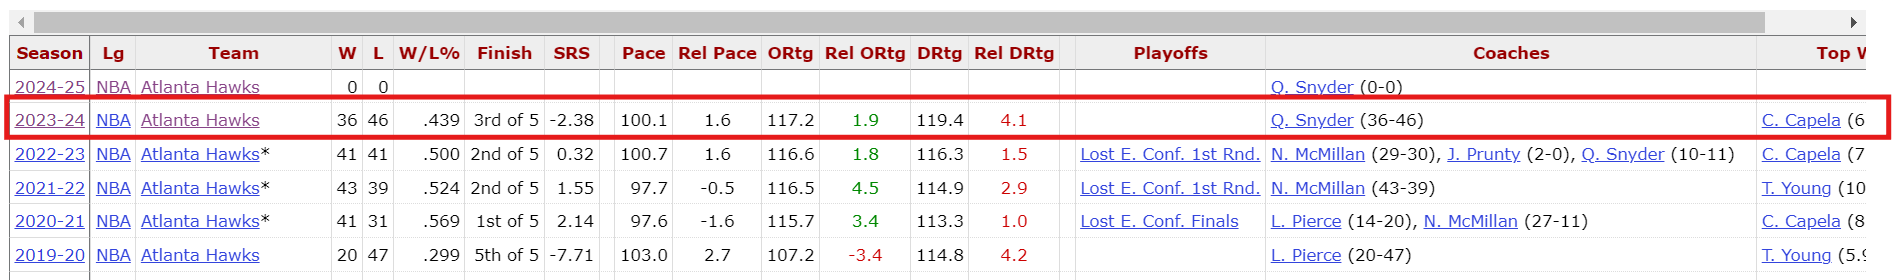 Season Lg Team W L W/L% Finish SRS Pace Rel Pace ORtg Rel ORtg DRtg Rel DRtg Playoffs Coaches Top W
2024-25 NBA Atlanta Hawks 0 0 Q. Snyder (0-0)
2023-24 NBA Atlanta Hawks 36 46 .439 3rd of 5 -2.38 100.1 1.6 117.2 1.9 119.4 4.1 Q. Snyder (36-46) C. Capela (6
2022-23 NBA Atlanta Hawks* 41 41 .500 2nd of 5 0.32 100.7 1.6 116.6 1.8 116.3 1.5 Lost E. Conf. 1st Rnd. N. McMillan (29-30), J. Prunty (2-0), Q. Snyder (10-11) C. Capela (7
2021-22 NBA Atlanta Hawks* 43 39 .524 2nd of 5 1.55 97.7 -0.5 116.5 4.5 114.9 2.9 Lost E. Conf. 1st Rnd. N. McMillan (43-39) T. Young (10
2020-21 NBA Atlanta Hawks* 41 31 .569 1st of 5 2.14 97.6 -1.6 115.7 3.4 113.3 1.0 Lost E. Conf. Finals L. Pierce (14-20), N. McMillan (27-11) C. Capela (8
2019-20 NBA Atlanta Hawks 20 47 .299 5th of 5 -7.71 103.0 2.7 107.2 -3.4 114.8 4.2 L. Pierce (20-47) T. Young (5.9